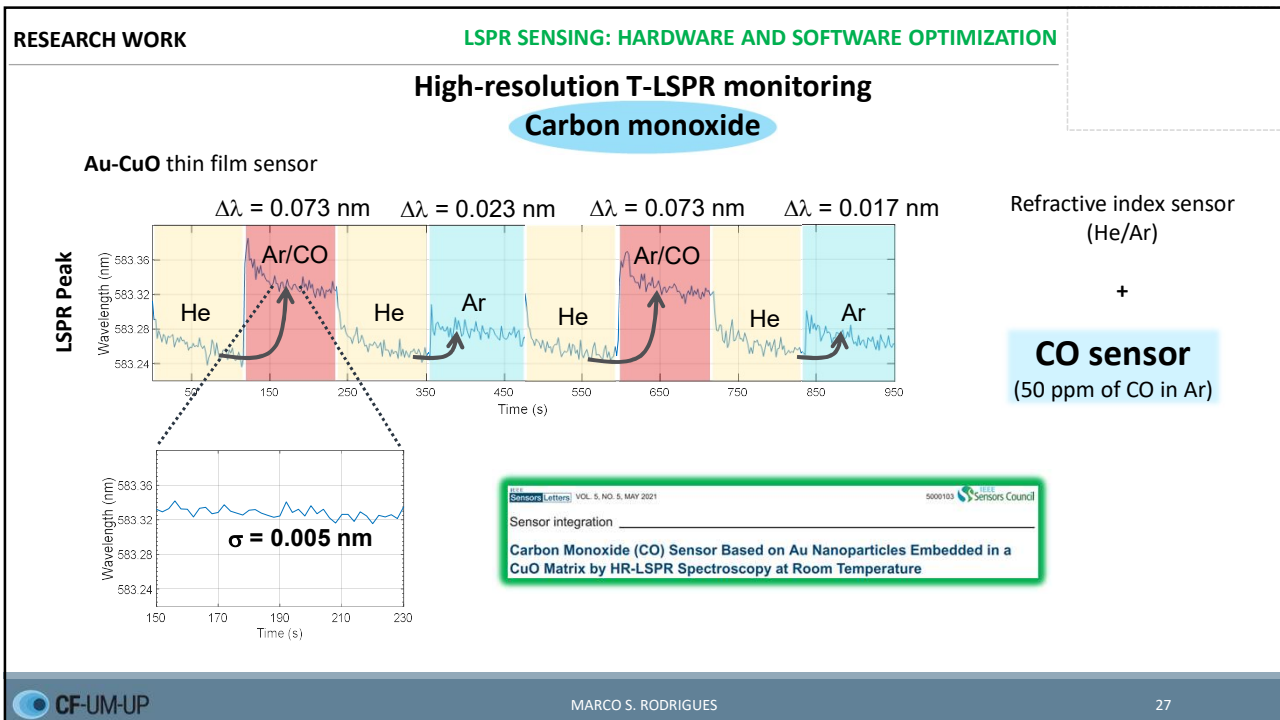 RESEARCH WORK
LSPR SENSING: HARDWARE AND SOFTWARE OPTIMIZATION
High-resolution T-LSPR monitoring
Carbon monoxide
Au-CuO thin film sensor
Δλ = 0.073 nm
Δλ = 0.023 nm
Δλ = 0.073 nm
Δλ = 0.017 nm
LSPR Peak
Wavelength (nm)
583.36
583.32
583.28
583.24
He
Ar/CO
He
Ar
He
Ar/CO
He
Ar
50
150
250
350
450
550
650
750
850
950
Time (s)
Refractive index sensor
(He/Ar)
+
CO sensor
(50 ppm of CO in Ar)
Wavelength (nm)
583.36
583.32
583.28
583.24
σ = 0.005 nm
150
170
190
210
230
Time (s)
IEEE
Sensors Letters VOL. 5, NO. 5, MAY 2021
5000103
IEEE
Sensors Council
Sensor integration
Carbon Monoxide (CO) Sensor Based on Au Nanoparticles Embedded in a
CuO Matrix by HR-LSPR Spectroscopy at Room Temperature
CF-UM-UP
MARCO S. RODRIGUES
27